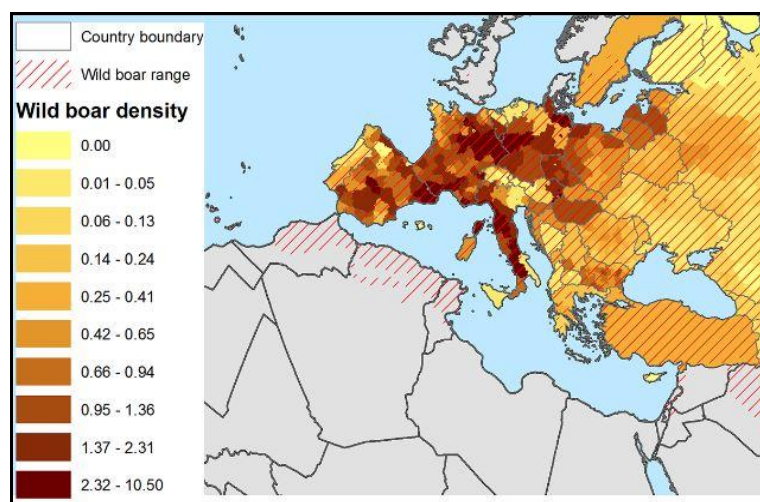 Country boundary
Wild boar range
Wild boar density
0.00
0.01 - 0.05
0.06 - 0.13
0.14 - 0.24
0.25 - 0.41
0.42 - 0.65
0.66 - 0.94
0.95 - 1.36
1.37 - 2.31
2.32 - 10.50